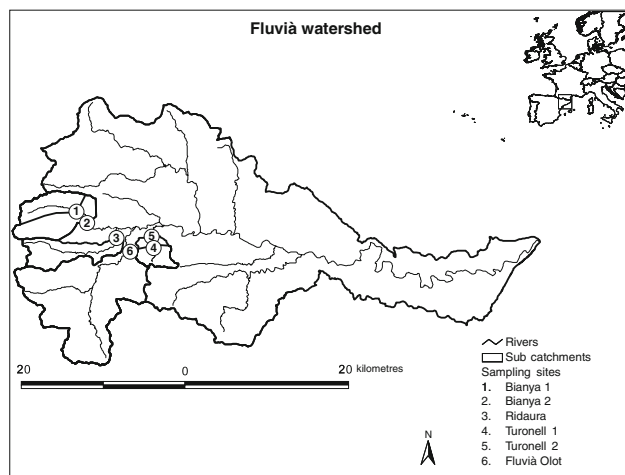 Fluvià watershed
1
2
3
5
4
6
20 0 20 kilometres
Rivers
Sub catchments
Sampling sites
1. Bianya 1
2. Bianya 2
3. Ridaura
4. Turonell 1
5. Turonell 2
6. Fluvià Olot
N